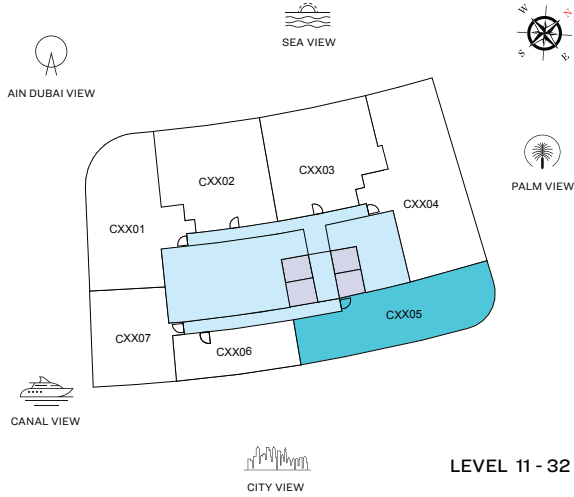 W
N
S
E
SEA VIEW
AIN DUBAI VIEW
PALM VIEW
CXX02
CXX03
CXX04
CXX01
CXX05
CXX07
CXX06
CANAL VIEW
CITY VIEW
LEVEL 11 - 32